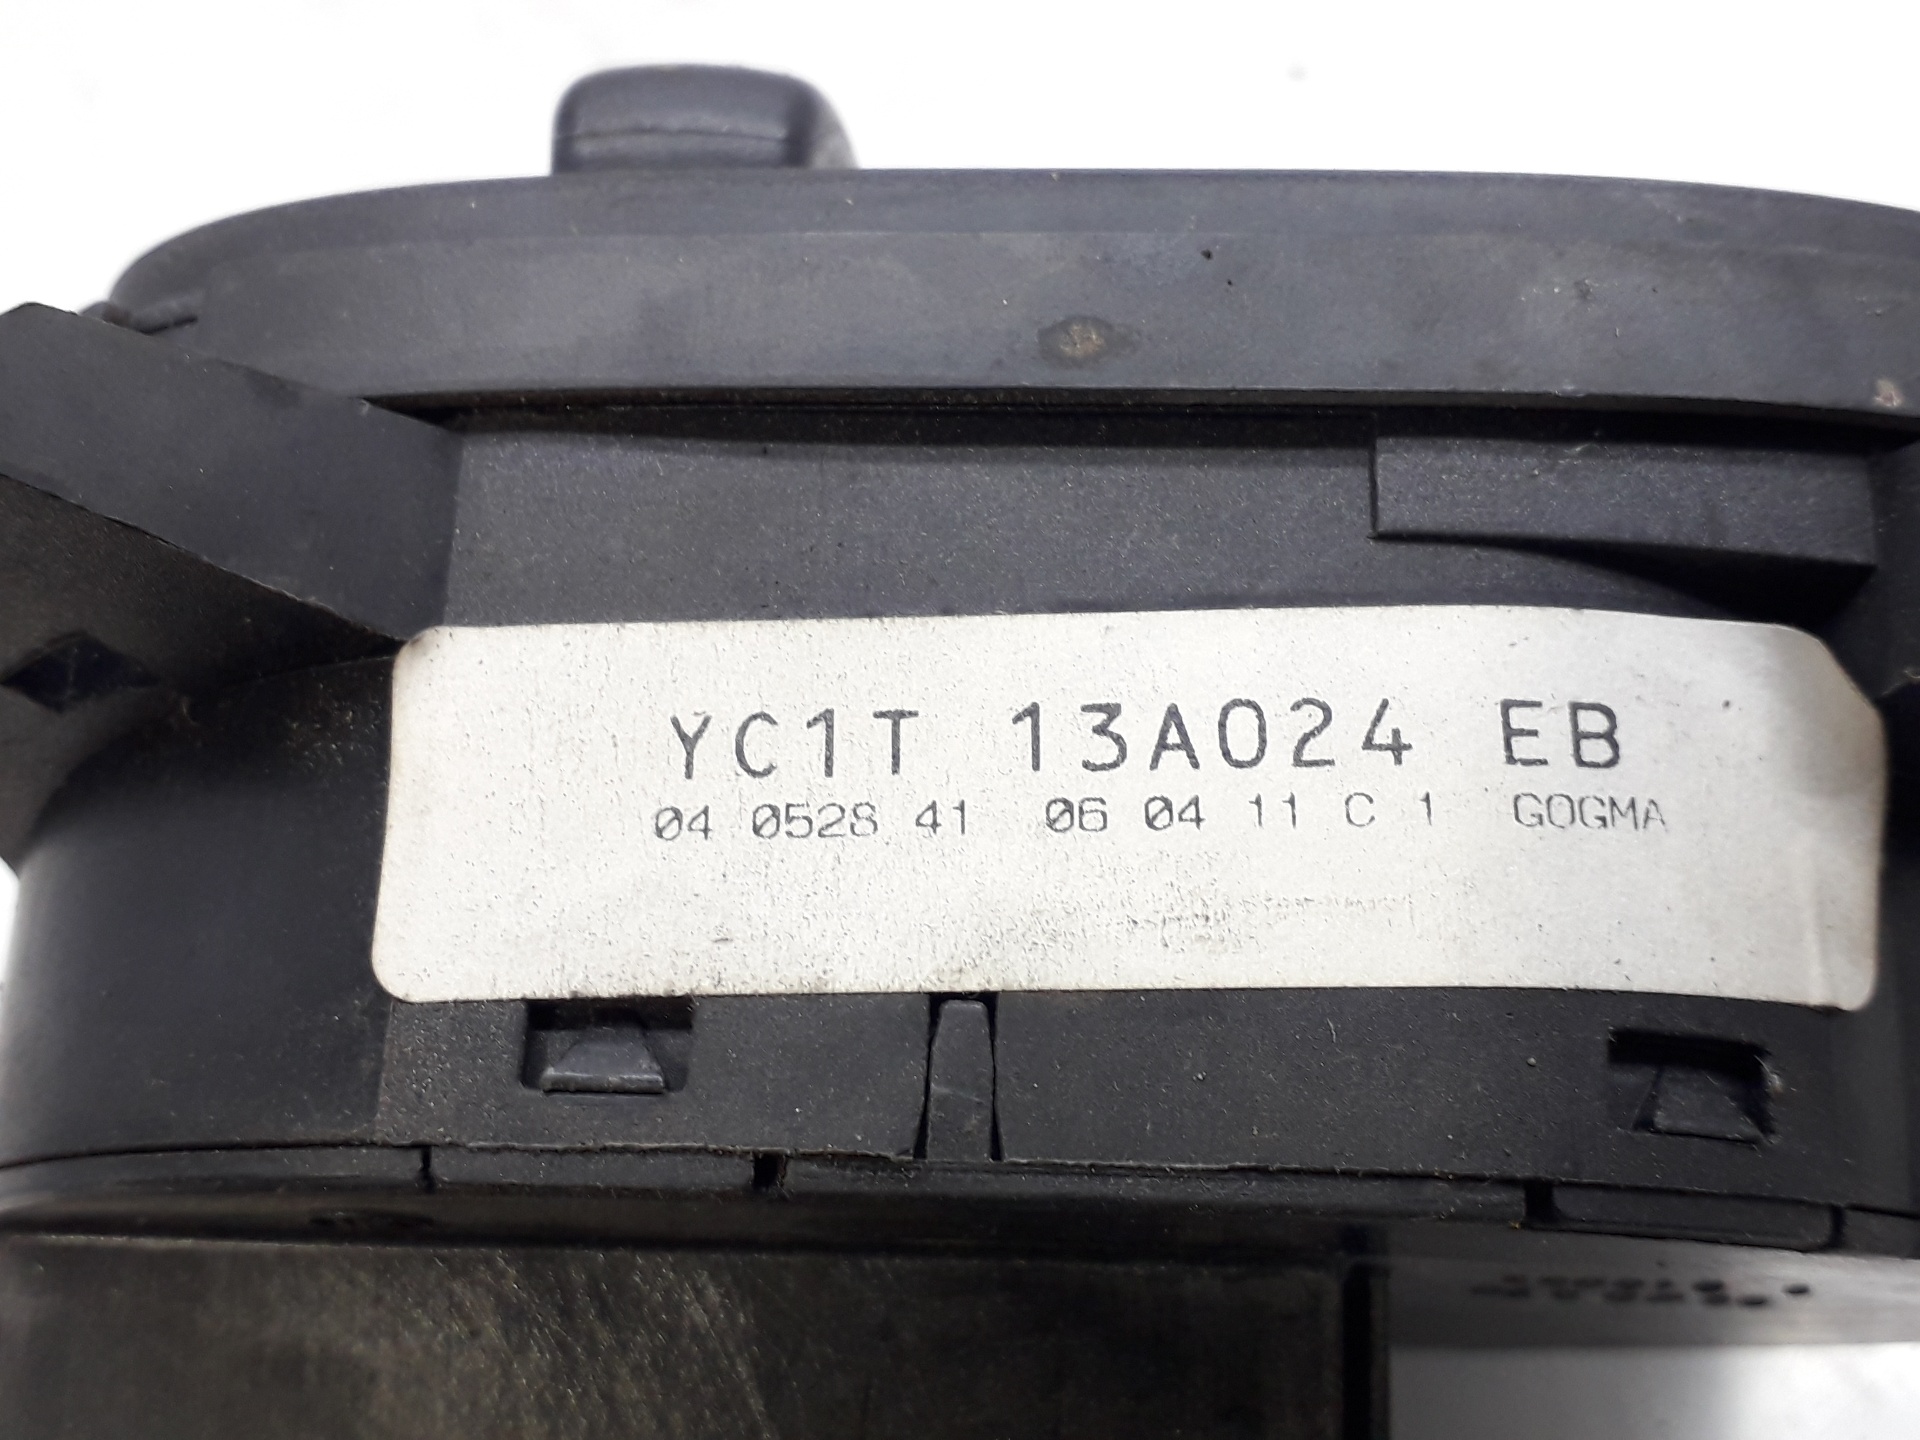 YC1T 13A024 EB
04 0528 41 06 04 11 C 1 GOGMA